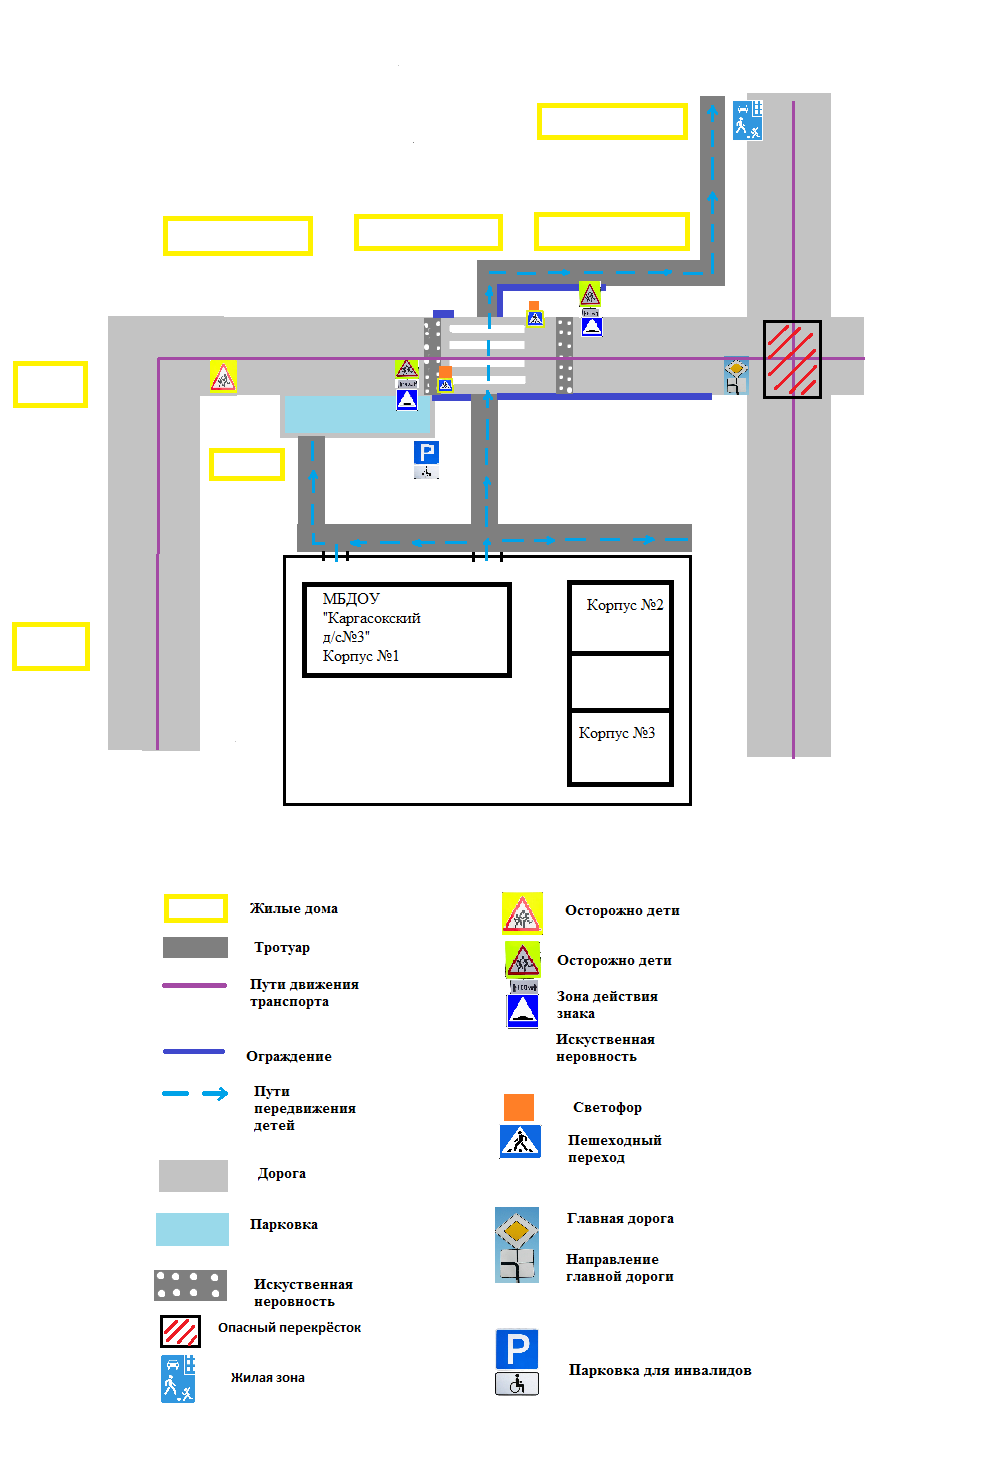 Корпус №2
МБДОУ
"Каргасокский
д/с№3"
Корпус №1
Корпус №3
P
Жилые дома
Тротуар
Пути движения
транспорта
Ограждение
Пути
передвижения
детей
Дорога
Парковка
Искуственная
неровность
Опасный перекрёсток
Жилая зона
Осторожно дети
Осторожно дети
Зона действия
знака
Искуственная
неровность
Светофор
Пешеходный
переход
Главная дорога
Направление
главной дороги
P
Парковка для инвалидов